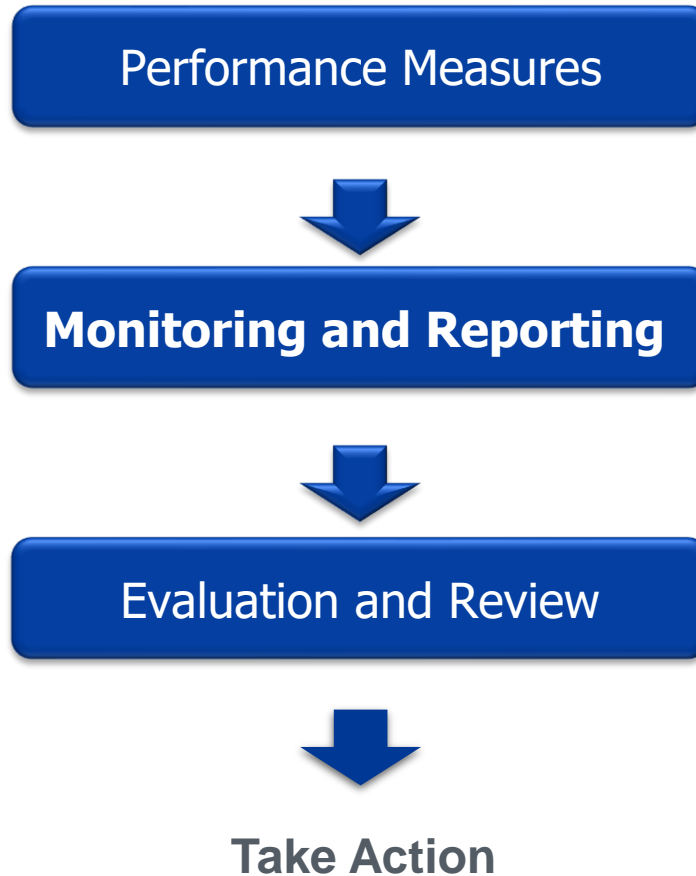 Performance Measures
Monitoring and Reporting
Evaluation and Review
Take Action